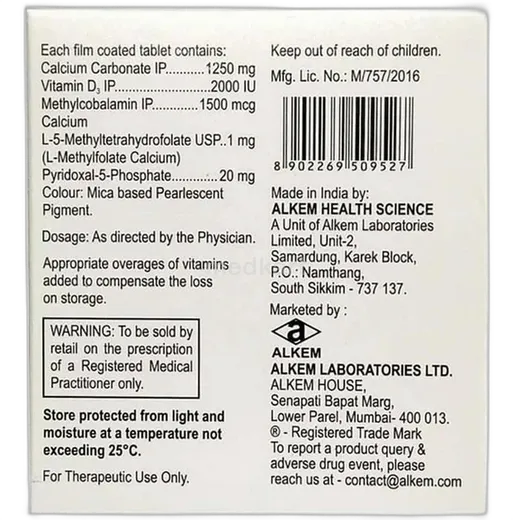 Each film coated tablet contains:
Calcium Carbonate IP...........1250 mg
Vitamin D3 IP.......................2000 IU
Methylcobalamin IP............1500 mcg
Calcium
L-5-Methyltetrahydrofolate USP..1 mg
(L-Methylfolate Calcium)
Pyridoxal-5-Phosphate.............20 mg
Colour: Mica based Pearlescent
Pigment.
Dosage: As directed by the Physician.
Appropriate overages of vitamins
added to compensate the loss
on storage.
WARNING: To be sold by
retail on the prescription
of a Registered Medical
Practitioner only.
Store protected from light and
moisture at a temperature not
exceeding 25°C.
For Therapeutic Use Only.
Keep out of reach of children.
Mfg. Lic. No.: M/757/2016
8 902269 509527
Made in India by:
ALKEM HEALTH SCIENCE
A Unit of Alkem Laboratories
Limited, Unit-2,
Samardung, Karek Block,
P.O.: Namthang,
South Sikkim - 737 137.
Marketed by :
a
ALKEM
ALKEM LABORATORIES LTD.
ALKEM HOUSE,
Senapati Bapat Marg,
Lower Parel, Mumbai- 400 013.
® - Registered Trade Mark
To report a product query &
adverse drug event, please
reach us at - contact@alkem.com